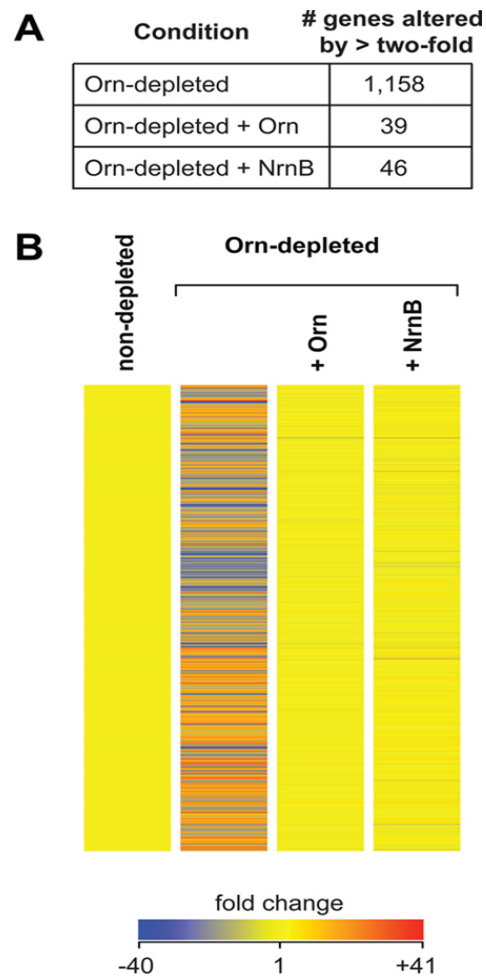 A
Condition
# genes altered
by > two-fold
Orn-depleted 1,158
Orn-depleted + Orn 39
Orn-depleted + NrnB 46
B
Orn-depleted
non-depleted
+ Orn
+ NrnB
fold change
-40 1 +41